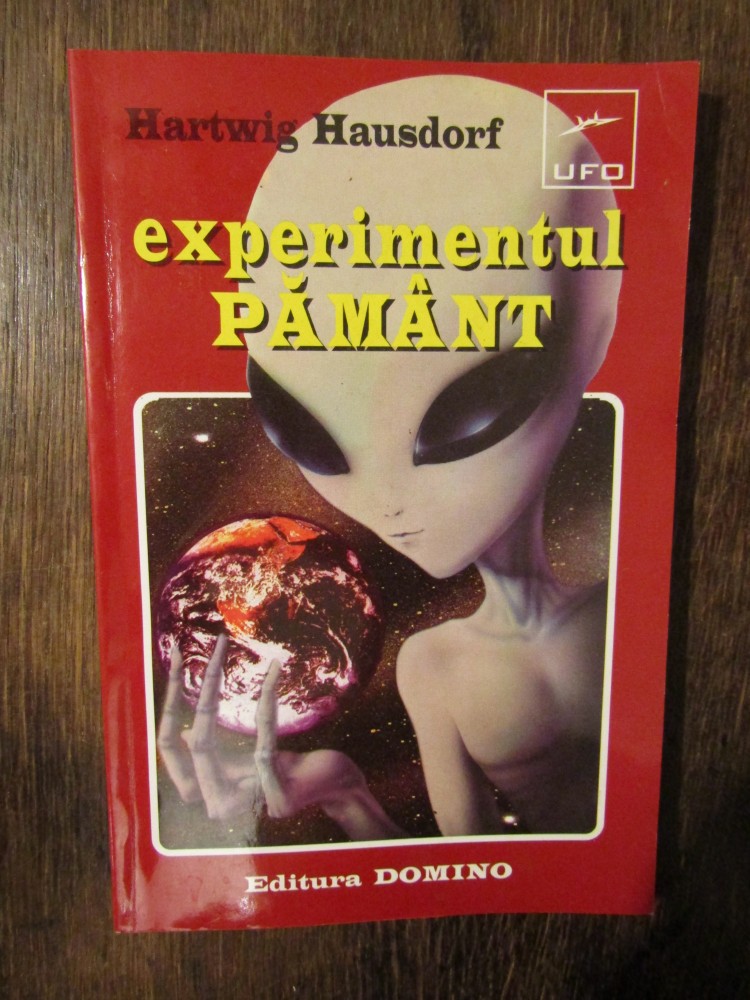 Hartwig Hausdorf
UFO
experimentul
PĂMÂNT
Editura DOMINO